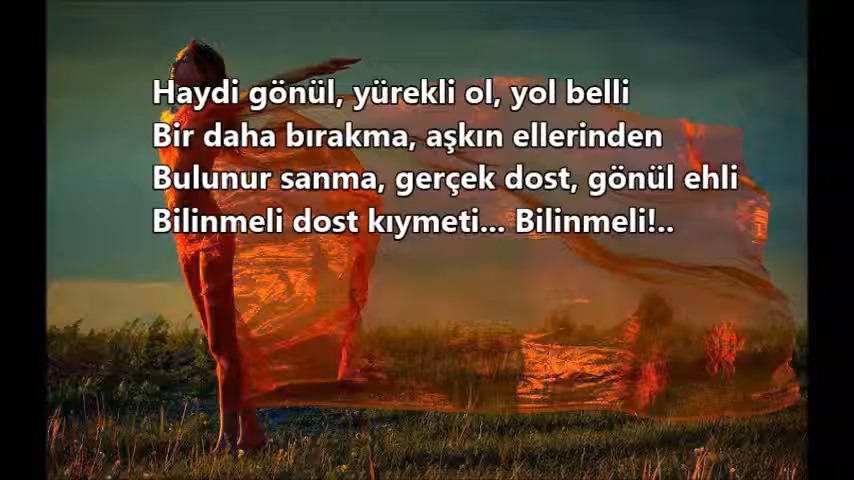 Haydi gönül, yürekli ol, yol belli
Bir daha bırakma, aşkın ellerinden
Bulunur sanma, gerçek dost, gönül ehli
Bilinmeli dost kıymeti... Bilinmeli!..